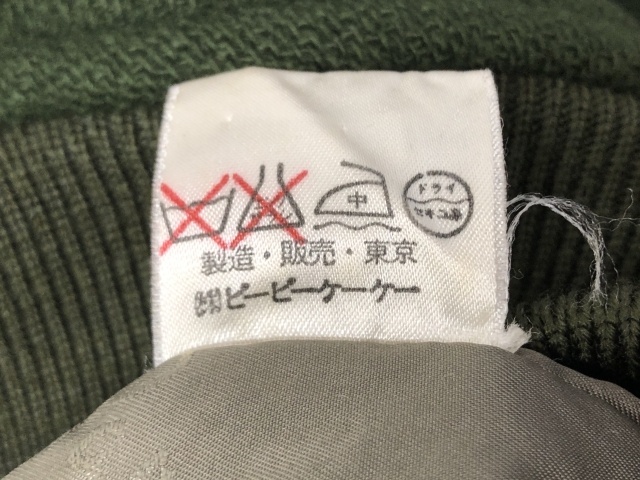 中
ドライ
セキユ系
製造・販売・東京
㈱ピーピーケーケー